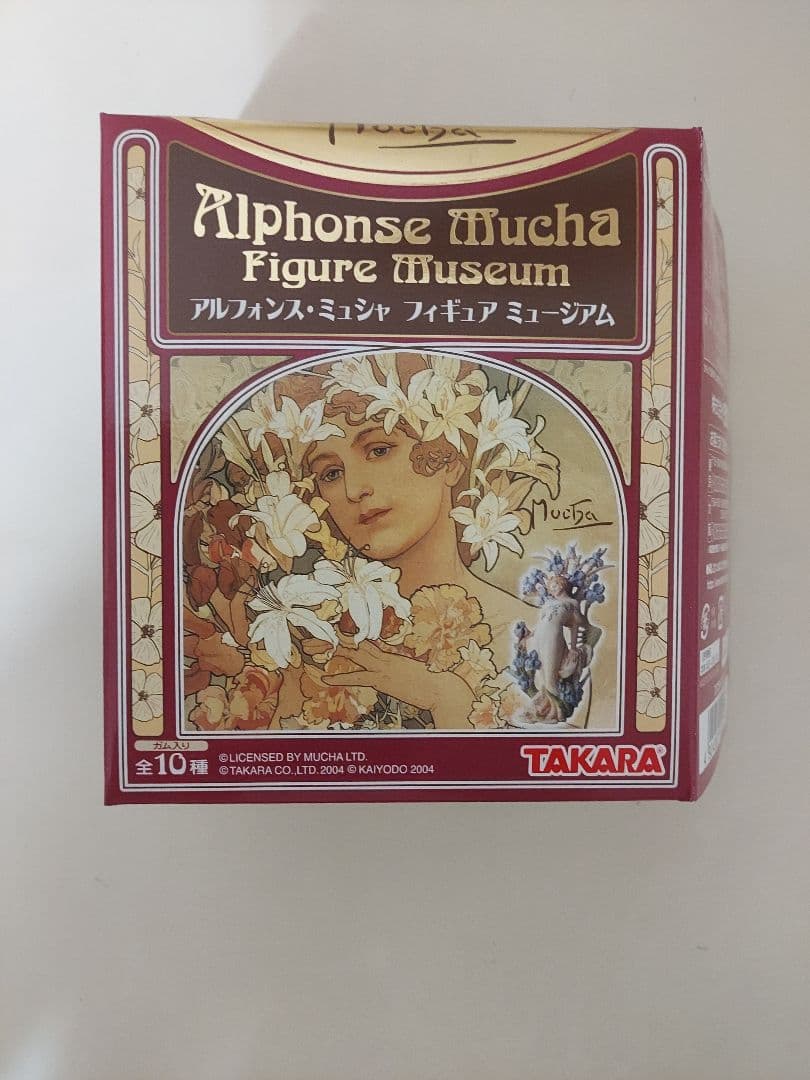 Mucha
Alphonse Mucha
Figure Museum
アルフォンス・ミュシャ フィギュア ミュージアム
Mucha
ガム入り
全10種
©LICENSED BY MUCHA LTD.
©TAKARA CO.,LTD.2004 © KAIYODO 2004
TAKARA®